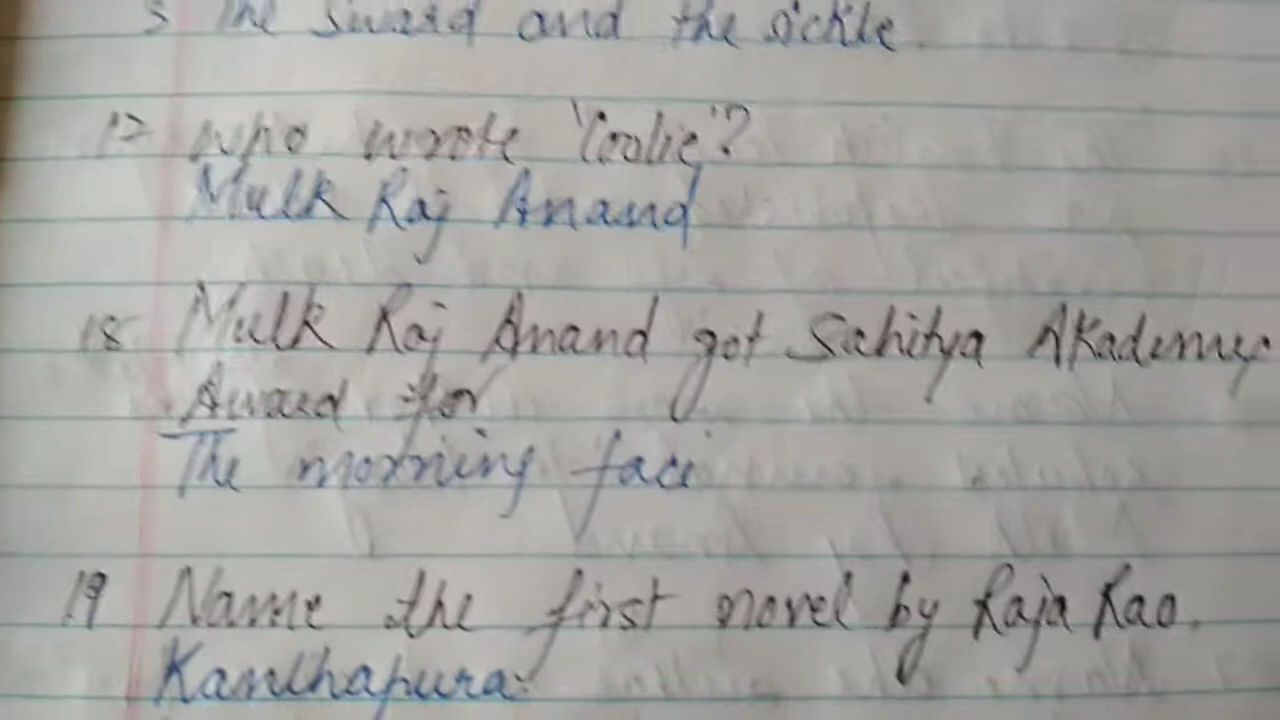 3 The Sword and the Sickle.
17 Who wrote 'Coolie'?
Mulk Raj Anand
18. Mulk Raj Anand got Sahitya Akademy
Award for
The morning face
19 Name the first novel by Raja Rao.
Kanthapura.